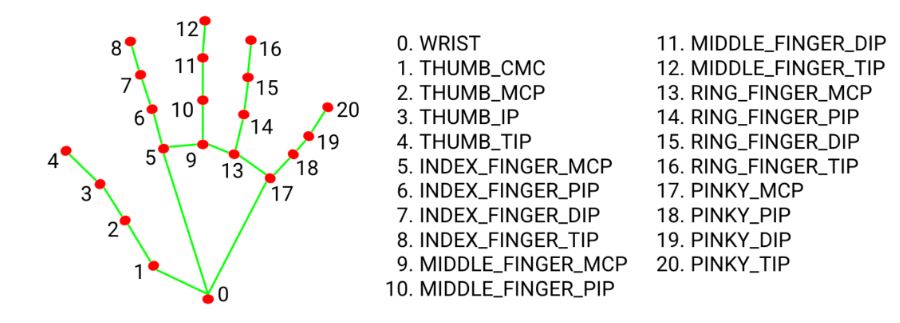 12
8
16
11
7
15
20
10
6
14
19
4
5
9
13
18
3
17
2
1
0
0. WRIST
1. THUMB_CMC
2. THUMB_MCP
3. THUMB_IP
4. THUMB_TIP
5. INDEX_FINGER_MCP
6. INDEX_FINGER_PIP
7. INDEX_FINGER_DIP
8. INDEX_FINGER_TIP
9. MIDDLE_FINGER_MCP
10. MIDDLE_FINGER_PIP
11. MIDDLE_FINGER_DIP
12. MIDDLE_FINGER_TIP
13. RING_FINGER_MCP
14. RING_FINGER_PIP
15. RING_FINGER_DIP
16. RING_FINGER_TIP
17. PINKY_MCP
18. PINKY_PIP
19. PINKY_DIP
20. PINKY_TIP